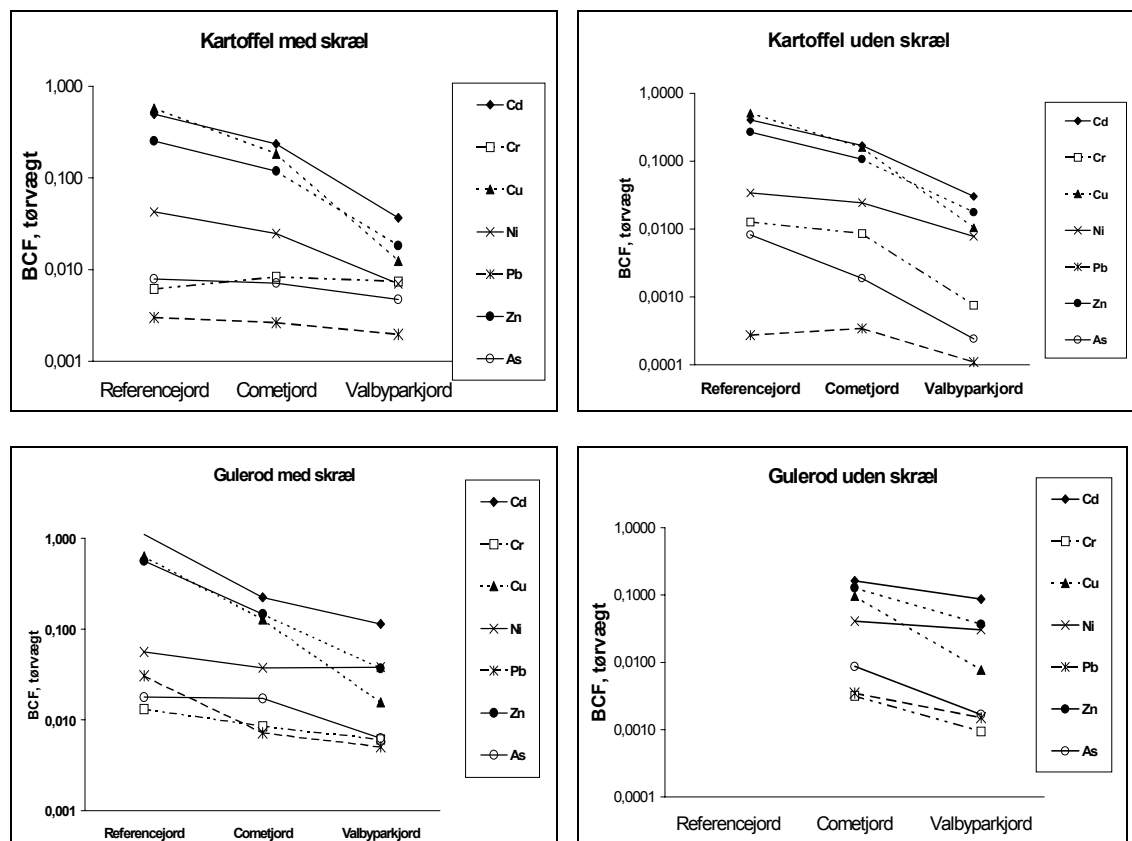 Kartoffel med skræl
BCF, tørvægt
1,000
0,100
0,010
0,001
Referencejord Cometjord Valbyparkjord
Cd
Cr
Cu
Ni
Pb
Zn
As
Kartoffel uden skræl
BCF, tørvægt
1,0000
0,1000
0,0100
0,0010
0,0001
Referencejord Cometjord Valbyparkjord
Cd
Cr
Cu
Ni
Pb
Zn
As
Gulerod med skræl
BCF, tørvægt
1,000
0,100
0,010
0,001
Referencejord Cometjord Valbyparkjord
Cd
Cr
Cu
Ni
Pb
Zn
As
Gulerod uden skræl
BCF, tørvægt
1,0000
0,1000
0,0100
0,0010
0,0001
Referencejord Cometjord Valbyparkjord
Cd
Cr
Cu
Ni
Pb
Zn
As